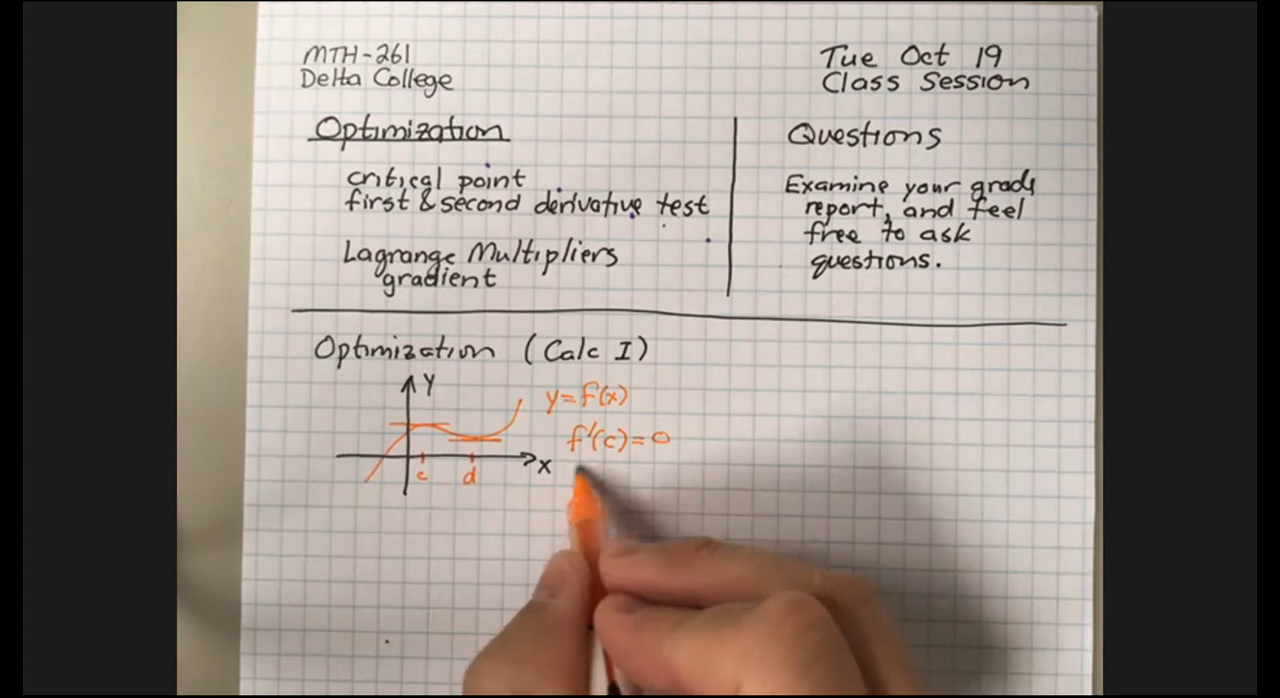 MTH-261
Delta College
Tue Oct 19
Class Session
Optimization
critical point
first & second derivative test
Lagrange Multipliers
gradient
Questions
Examine your grade
report, and feel
free to ask
questions.
Optimization (Calc I)
y
y=f(x)
f'(c)=0
x
c
d